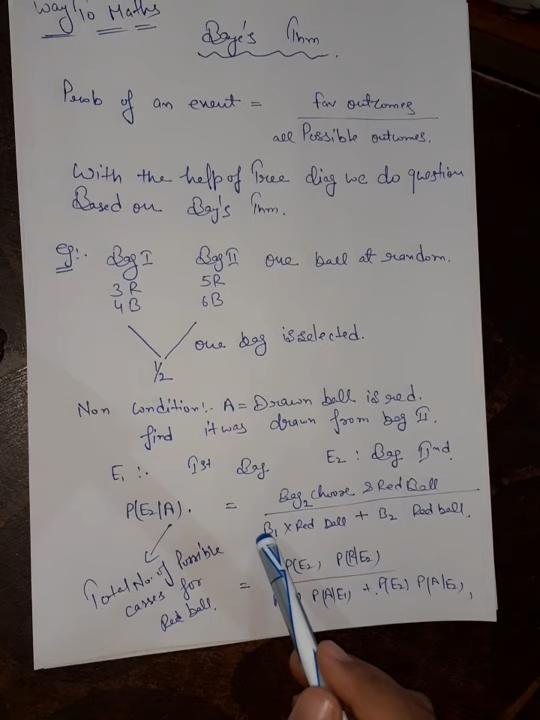 Way To Maths
Baye's Thm.
Prob of an event = fav outcomes
all Possible outcomes.
With the help of Tree diag we do question
Based on Bay's Thm.
eg:- Bag I Bag II one ball at random.
3R 5R
4B 6B
one bag is selected.
1/2
Non condition:- A = Drawn ball is red.
find it was drawn from bag II.
E1 :- Ist Bag E2 : Bag IInd.
P(E2/A). = Bag2 choose & Red Ball
B1 x Red Ball + B2 Red ball.
Total No. of Possible
casses for
Red ball.
= P(E2) P(A/E2)
P(A/E1) + P(E2) P(A/E2)